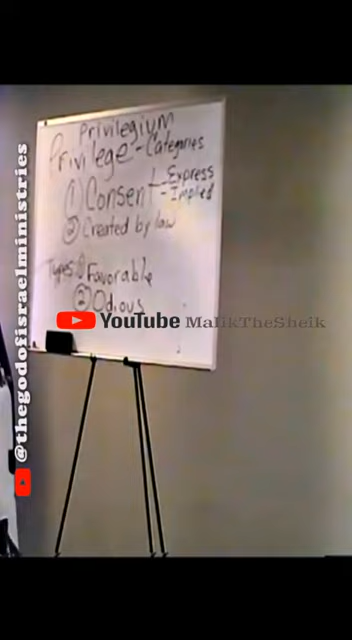 Privilegium
Privilege - Categories
① Consent - Express
- Implied
② Created by law
Types: ① Favorable
② Odious
YouTube MalikTheSheik
@thegodofisraelministries